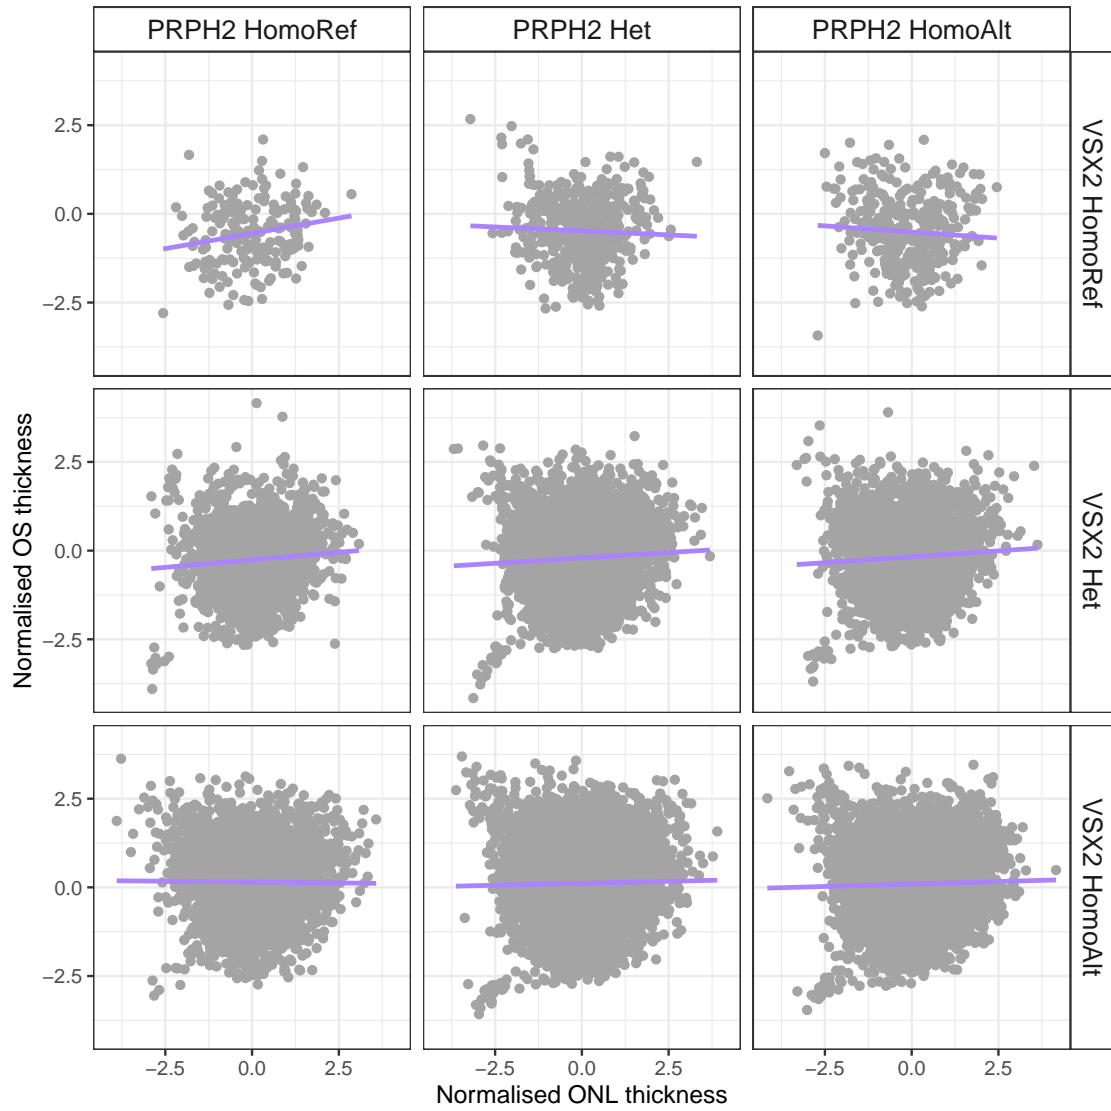 PRPH2 HomoRef PRPH2 Het PRPH2 HomoAlt
VSX2 HomoRef
2.5
0.0
−2.5
VSX2 Het
2.5
0.0
−2.5
VSX2 HomoAlt
2.5
0.0
−2.5
Normalised OS thickness
−2.5 0.0 2.5 −2.5 0.0 2.5 −2.5 0.0 2.5
Normalised ONL thickness